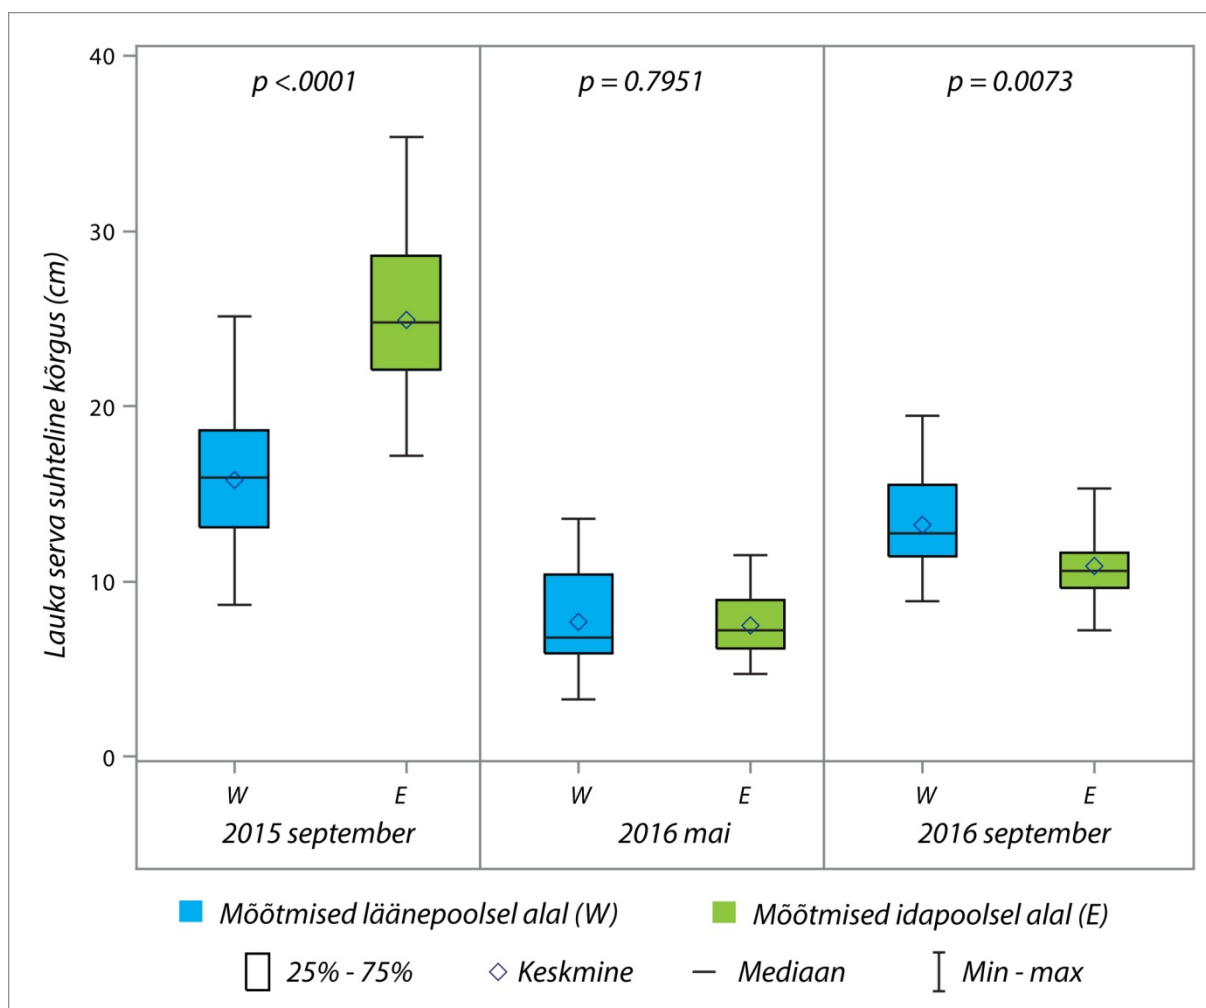 Lauka serva suhteline kõrgus (cm)
40
30
20
10
0
p <.0001
p = 0.7951
p = 0.0073
W
E
W
E
W
E
2015 september
2016 mai
2016 september
Mõõtmised läänepoolsel alal (W)
Mõõtmised idapoolsel alal (E)
25% - 75%
Keskmine
Mediaan
Min - max